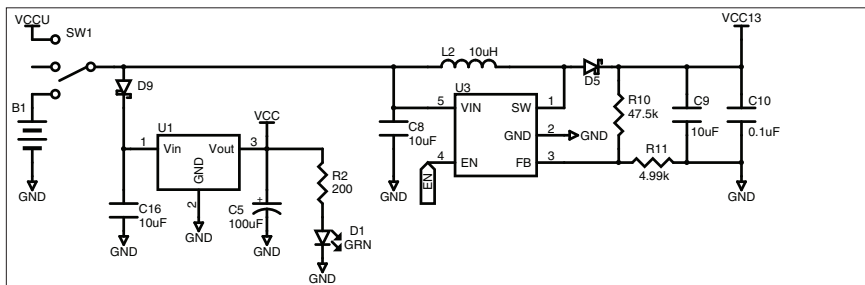 VCCU
SW1
VCC13
L2 10uH
D5
D9
B1
U3
5 VIN
SW 1
GND 2 GND
4 EN
FB 3
EN
R10
47.5k
C9
10uF
C10
0.1uF
R11
4.99k
C8
10uF
GND
GND
VCC
U1
1 Vin
Vout 3
GND
2
R2
200
GND
C16
10uF
GND
GND
C5
+
100uF
GND
D1
GRN
GND